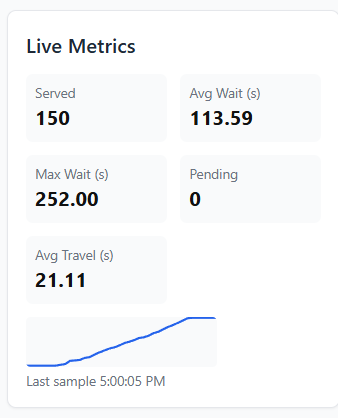 Live Metrics
Served
150
Avg Wait (s)
113.59
Max Wait (s)
252.00
Pending
0
Avg Travel (s)
21.11
Last sample 5:00:05 PM